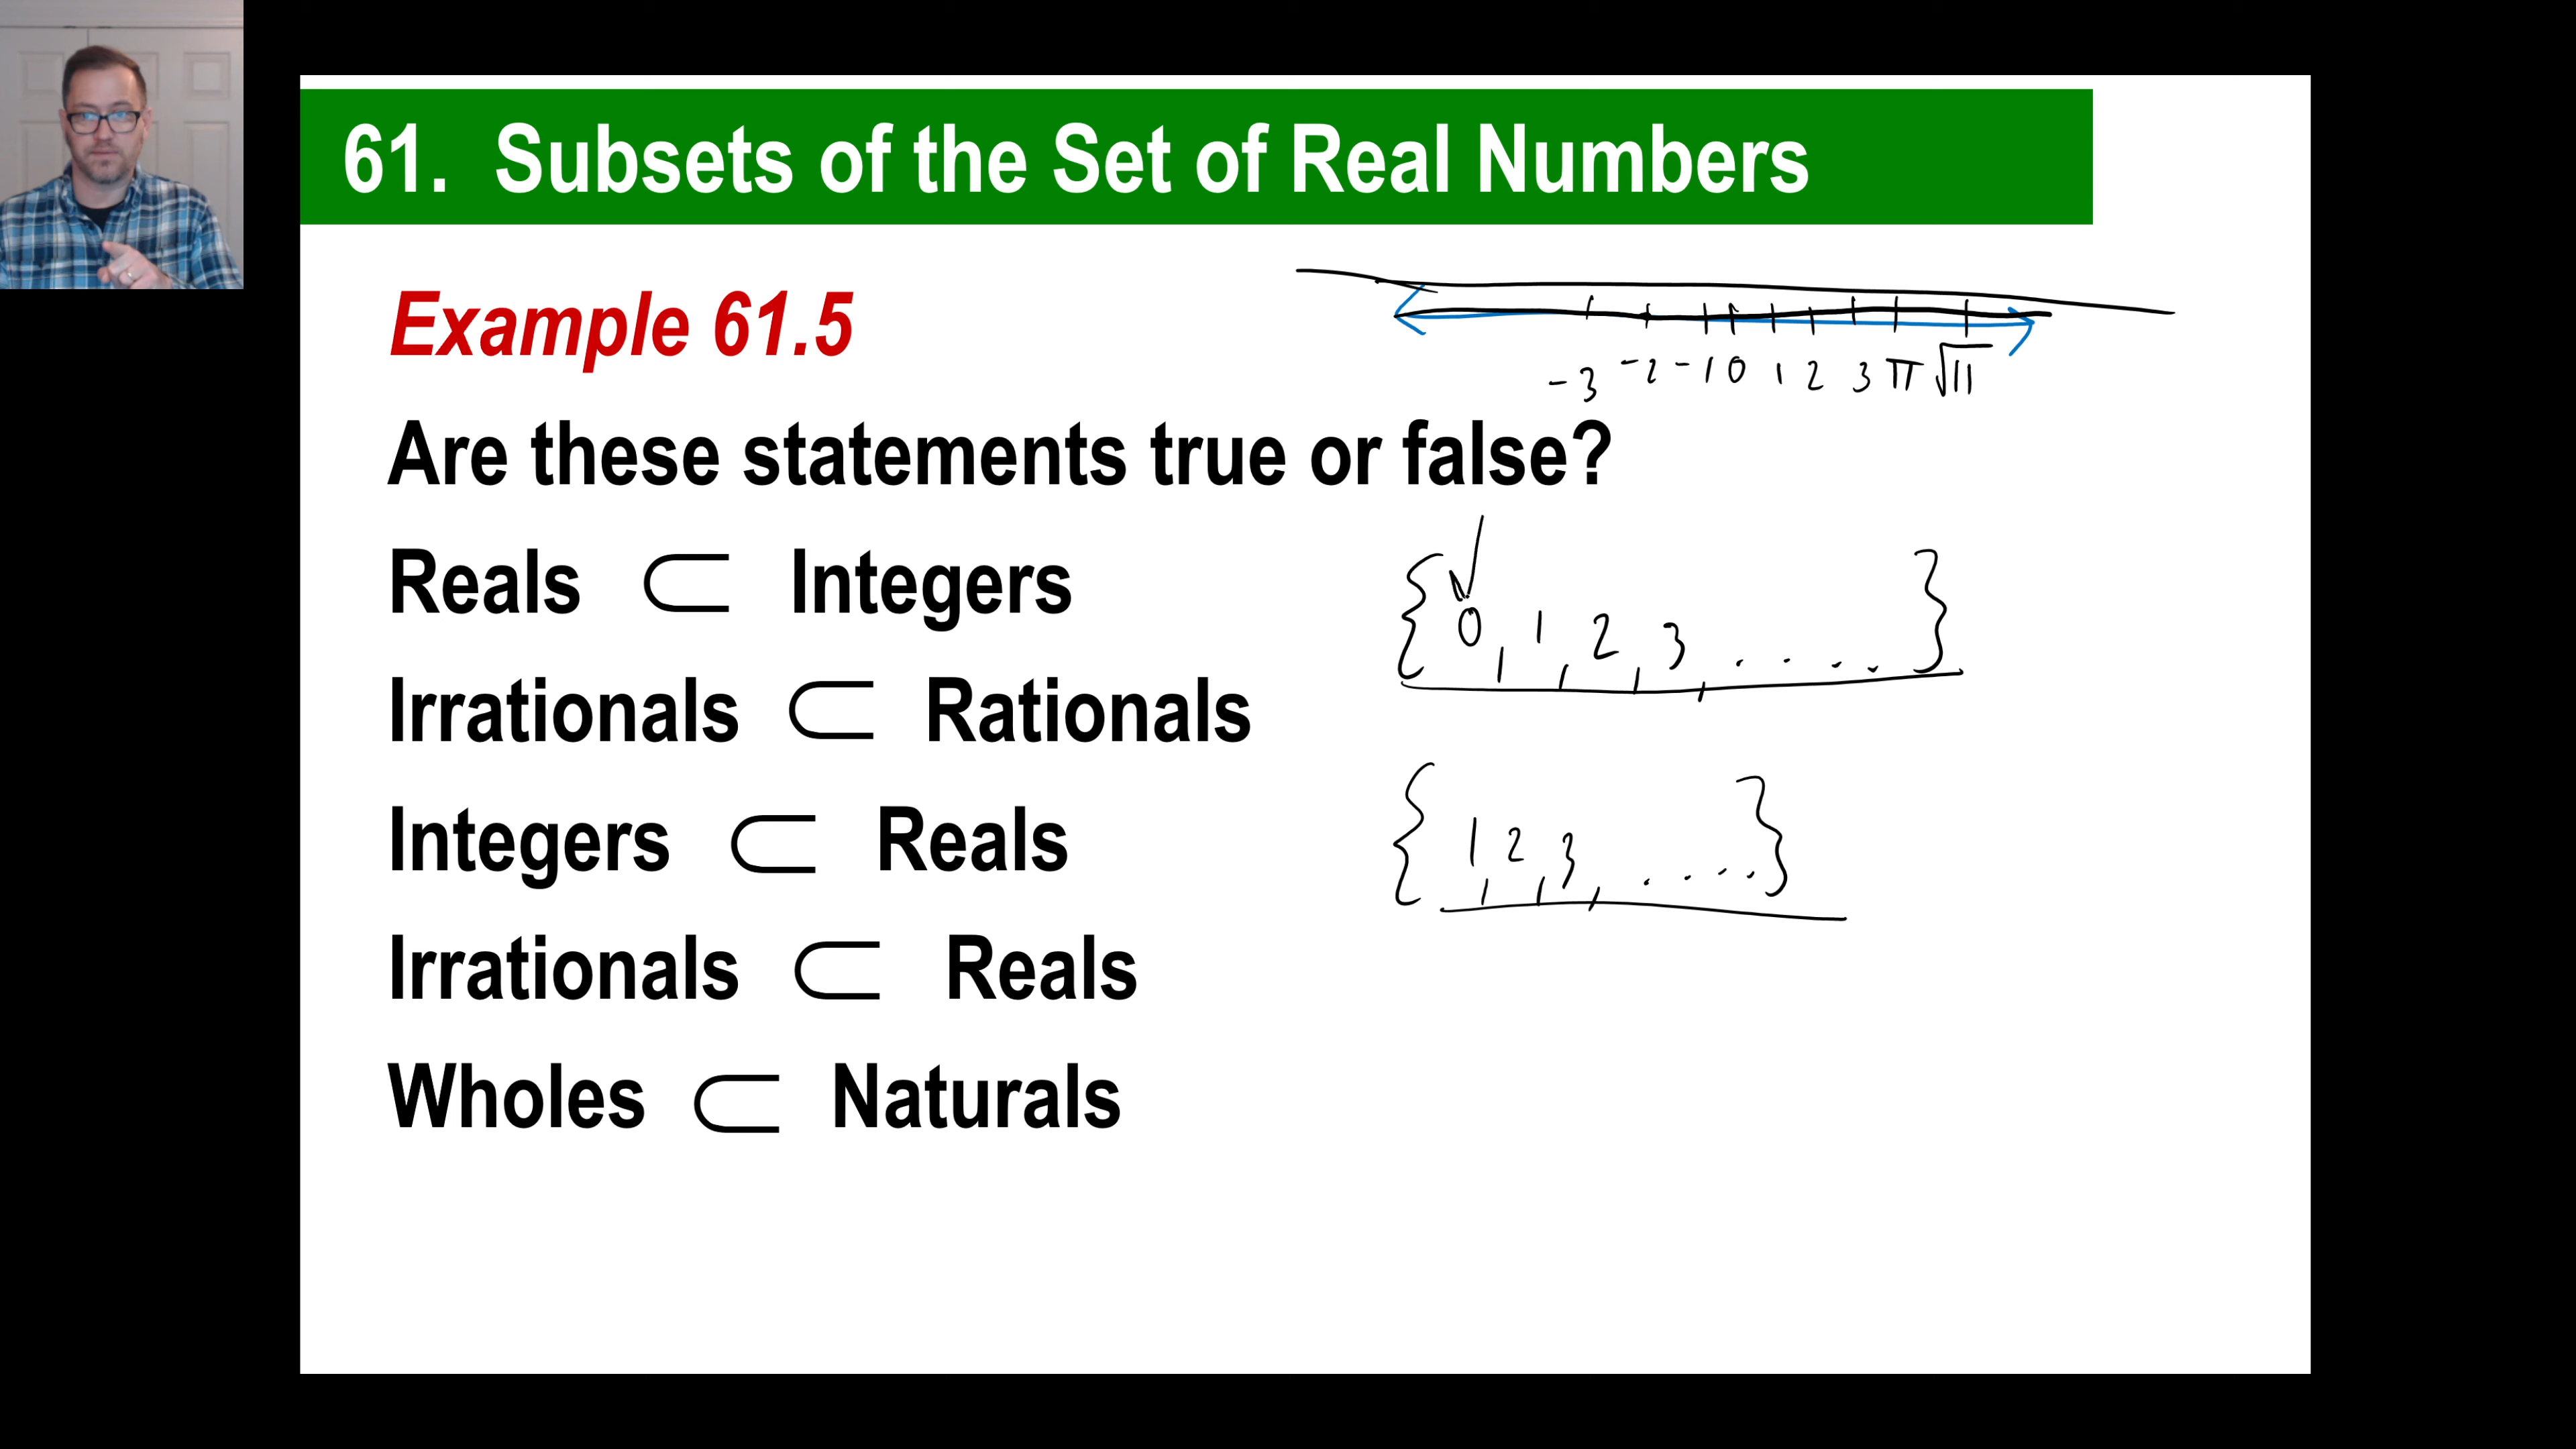 61. Subsets of the Set of Real Numbers
Example 61.5
-3 -2 -1 0 1 2 3 π √11
Are these statements true or false?
Reals ⊂ Integers
{ 0, 1, 2, 3, . . . . }
Irrationals ⊂ Rationals
Integers ⊂ Reals
{ 1, 2, 3, . . . . }
Irrationals ⊂ Reals
Wholes ⊂ Naturals